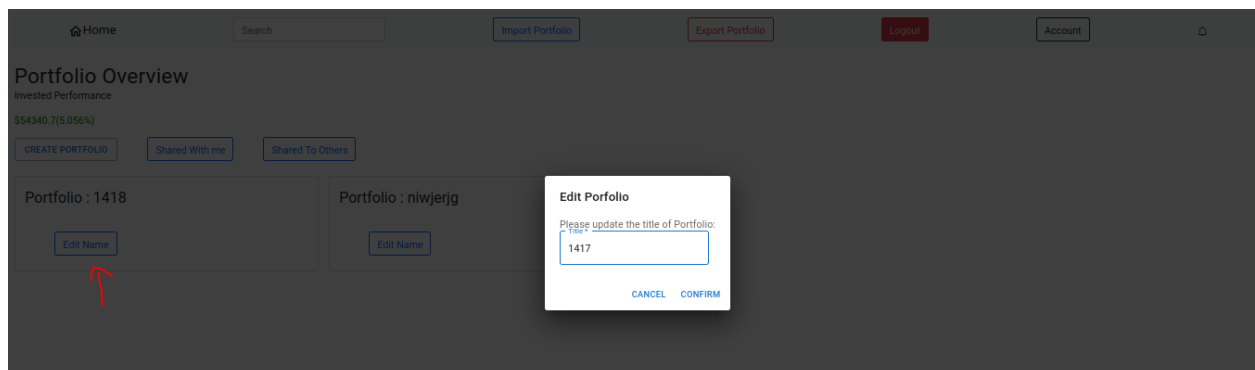 Home
Search
Import Portfolio
Export Portfolio
Logout
Account
Portfolio Overview
Invested Performance
$54340.7(5.056%)
CREATE PORTFOLIO
Shared With me
Shared To Others
Portfolio : 1418
Edit Name
Portfolio : niwjerjg
Edit Name
Edit Porfolio
Please update the title of Portfolio:
Title *
1417
CANCEL
CONFIRM